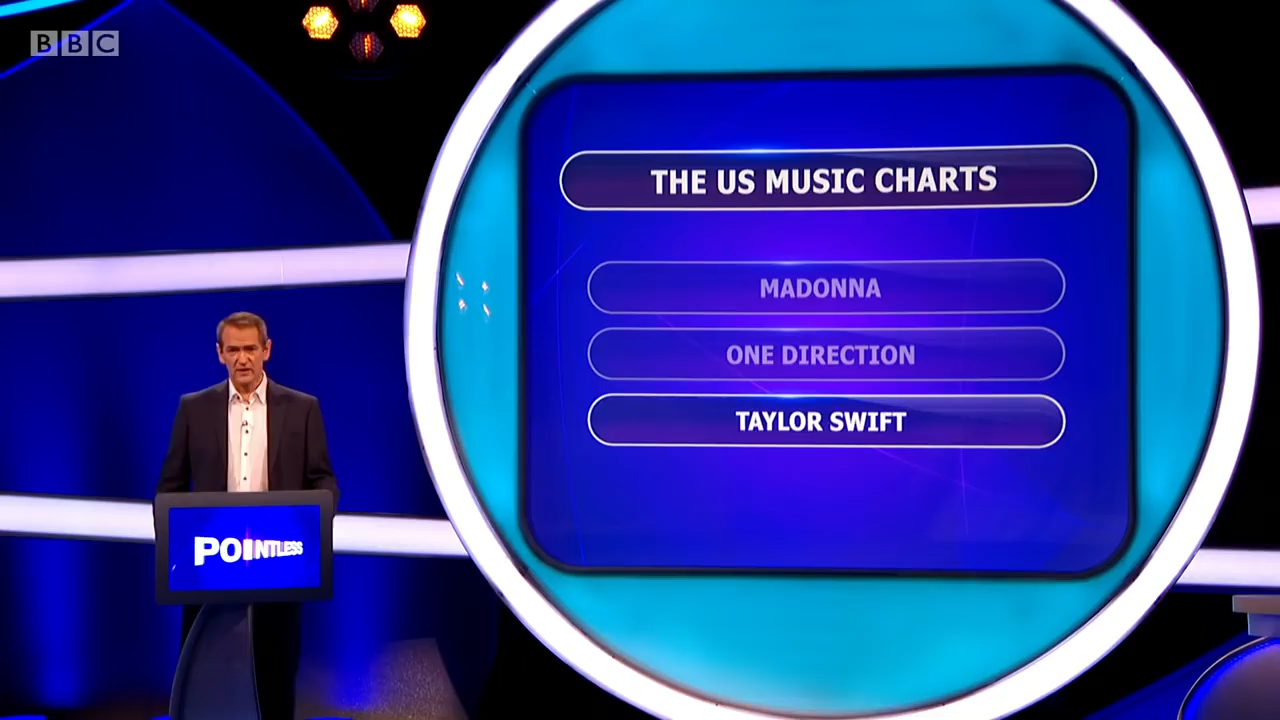 BBC
THE US MUSIC CHARTS
MADONNA
ONE DIRECTION
TAYLOR SWIFT
POINTLESS